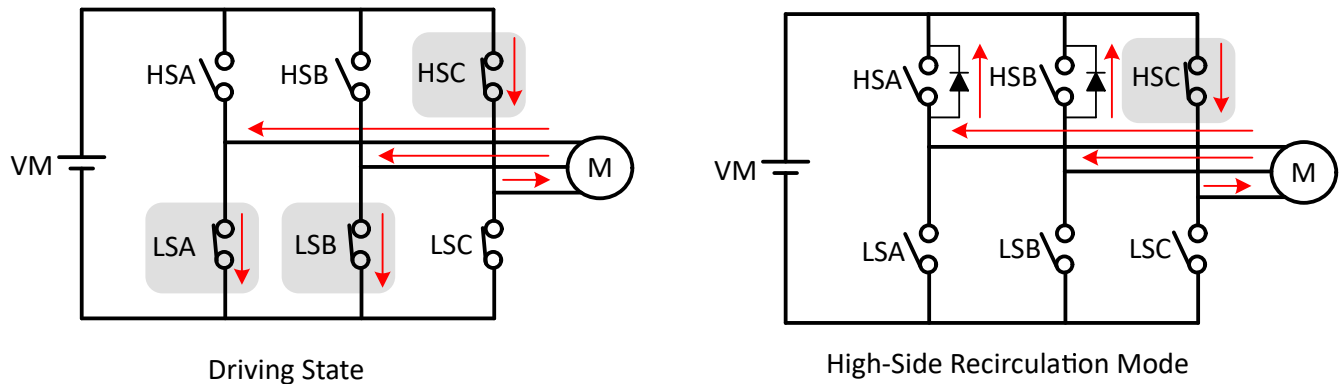 HSA
HSB
HSC
VM
M
LSA
LSB
LSC
Driving State
HSA
HSB
HSC
VM
M
LSA
LSB
LSC
High-Side Recirculation Mode